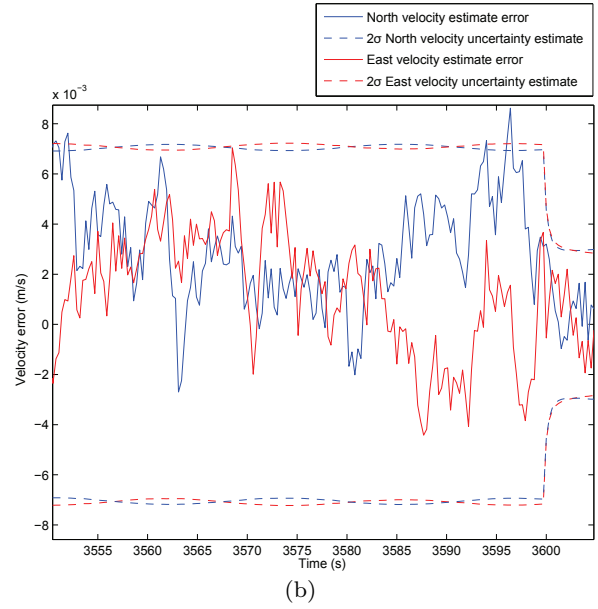 North velocity estimate error
2σ North velocity uncertainty estimate
East velocity estimate error
2σ East velocity uncertainty estimate
x 10⁻³
8
6
4
2
0
−2
−4
−6
−8
Velocity error (m/s)
3555 3560 3565 3570 3575 3580 3585 3590 3595 3600
Time (s)
(b)